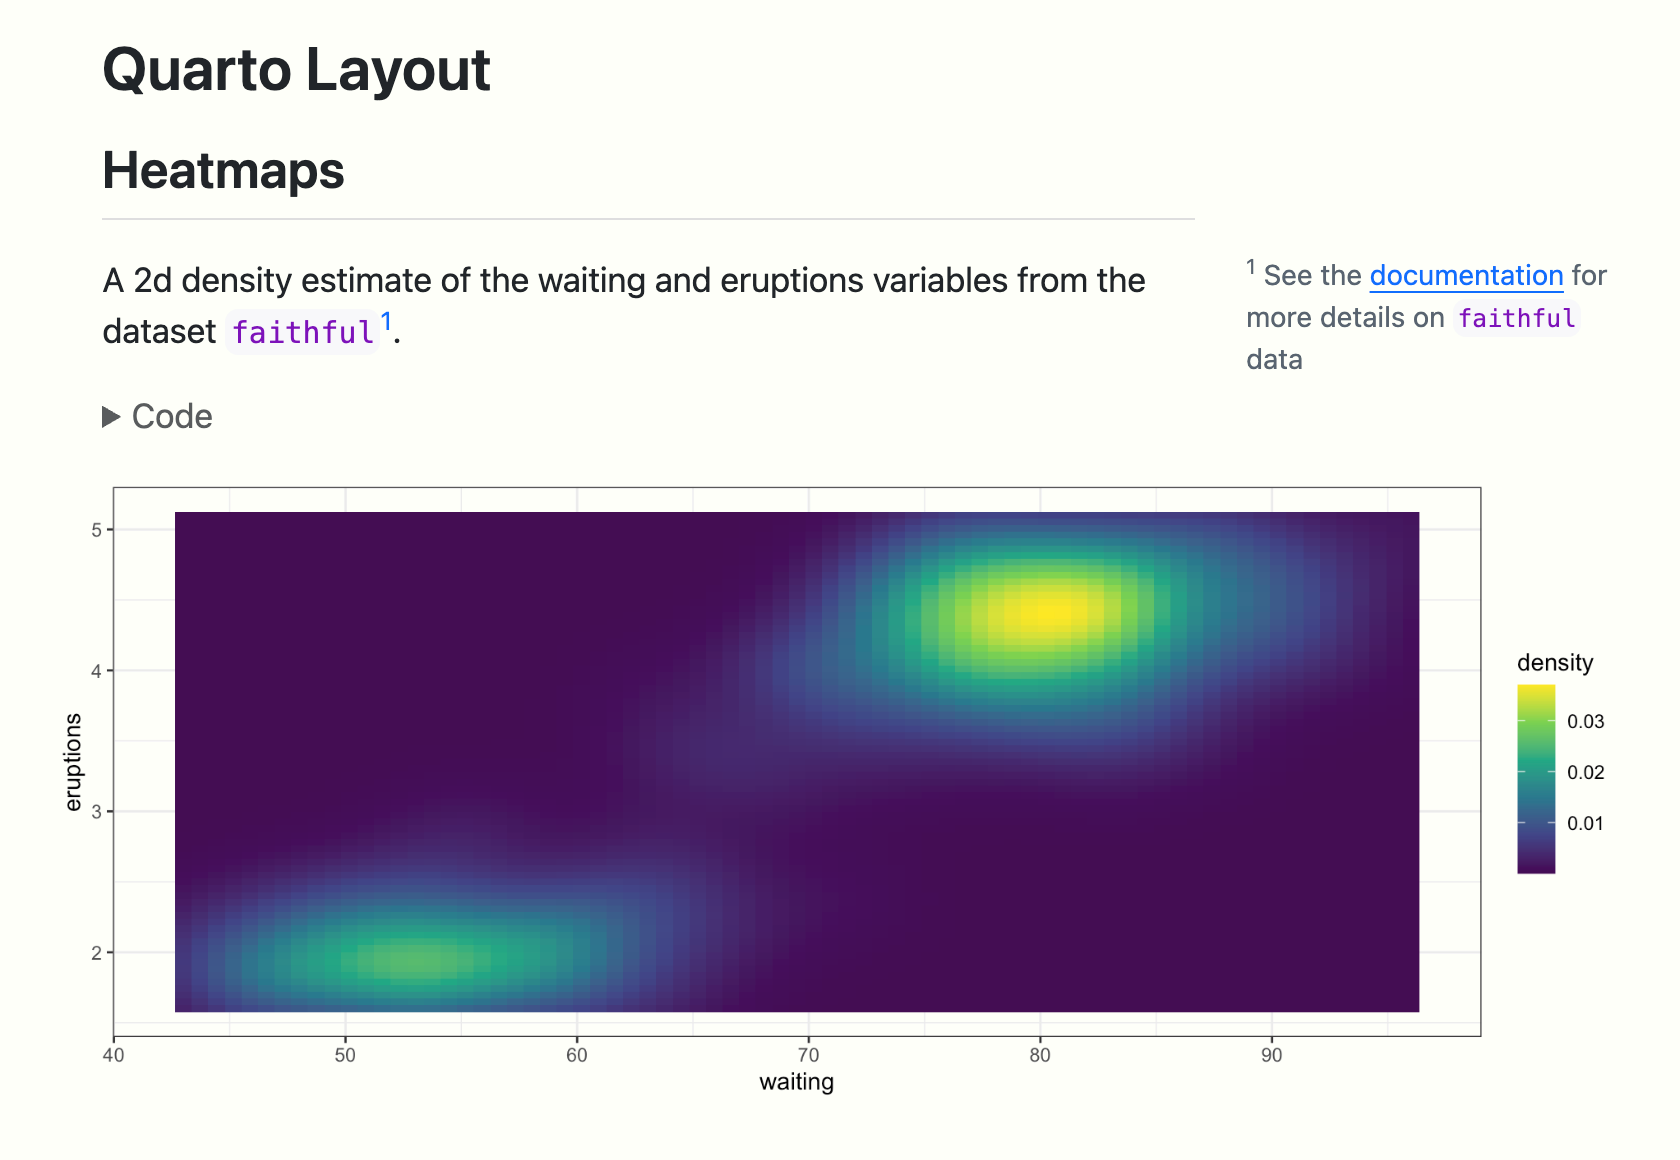 Quarto Layout
Heatmaps
A 2d density estimate of the waiting and eruptions variables from the
dataset faithful¹.
¹ See the documentation for
more details on faithful
data
▶ Code
5
4
3
2
eruptions
40 50 60 70 80 90
waiting
density
0.03
0.02
0.01